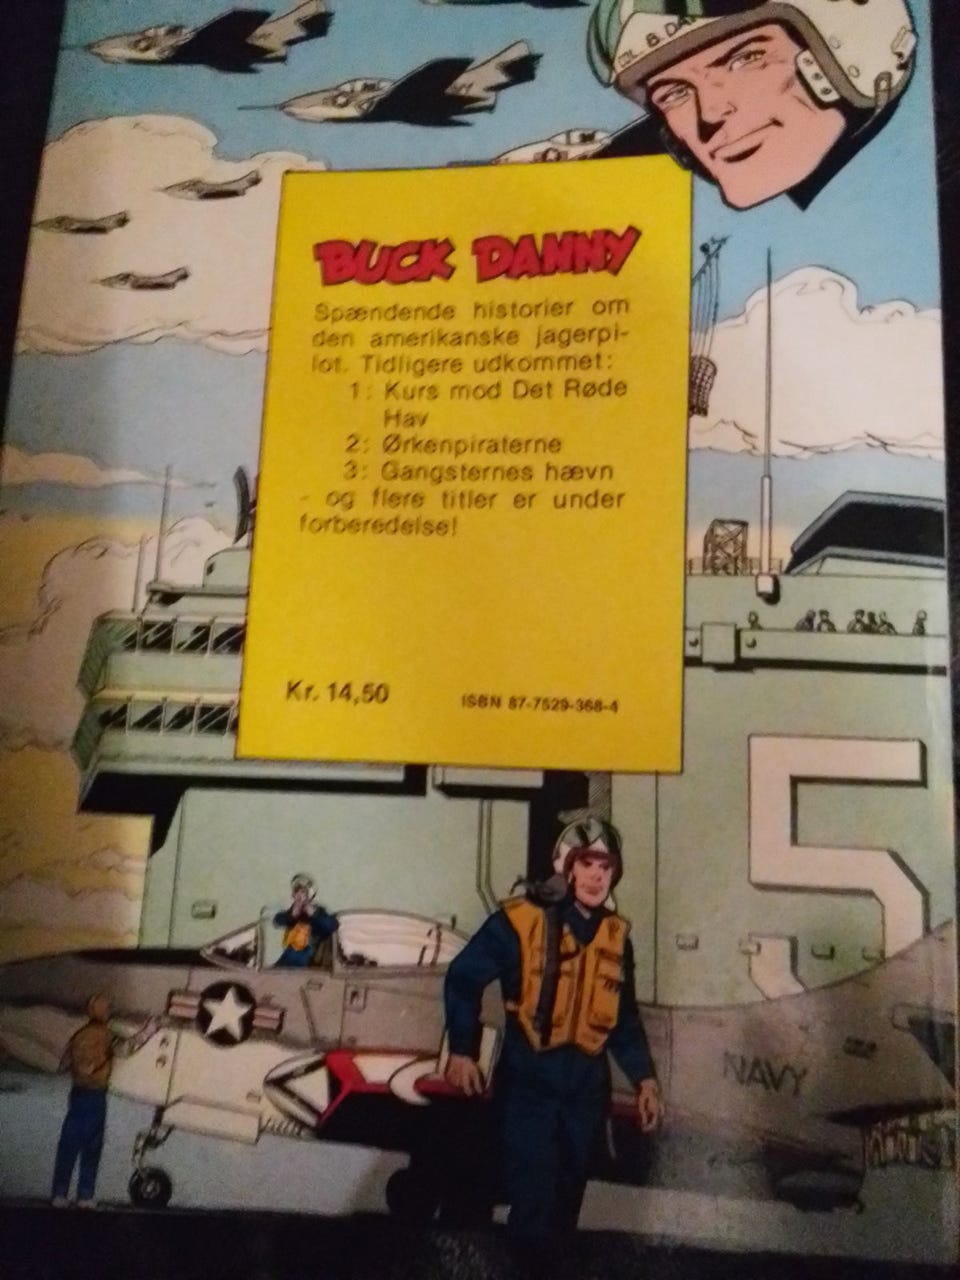 COL. B. DA
BUCK DANNY
Spændende historier om
den amerikanske jagerpi-
lot. Tidligere udkommet:
1: Kurs mod Det Røde
Hav
2: Ørkenpiraterne
3: Gangsternes hævn
- og flere titler er under
forberedelse!
Kr. 14,50
ISBN 87-7529-368-4
5
NAVY